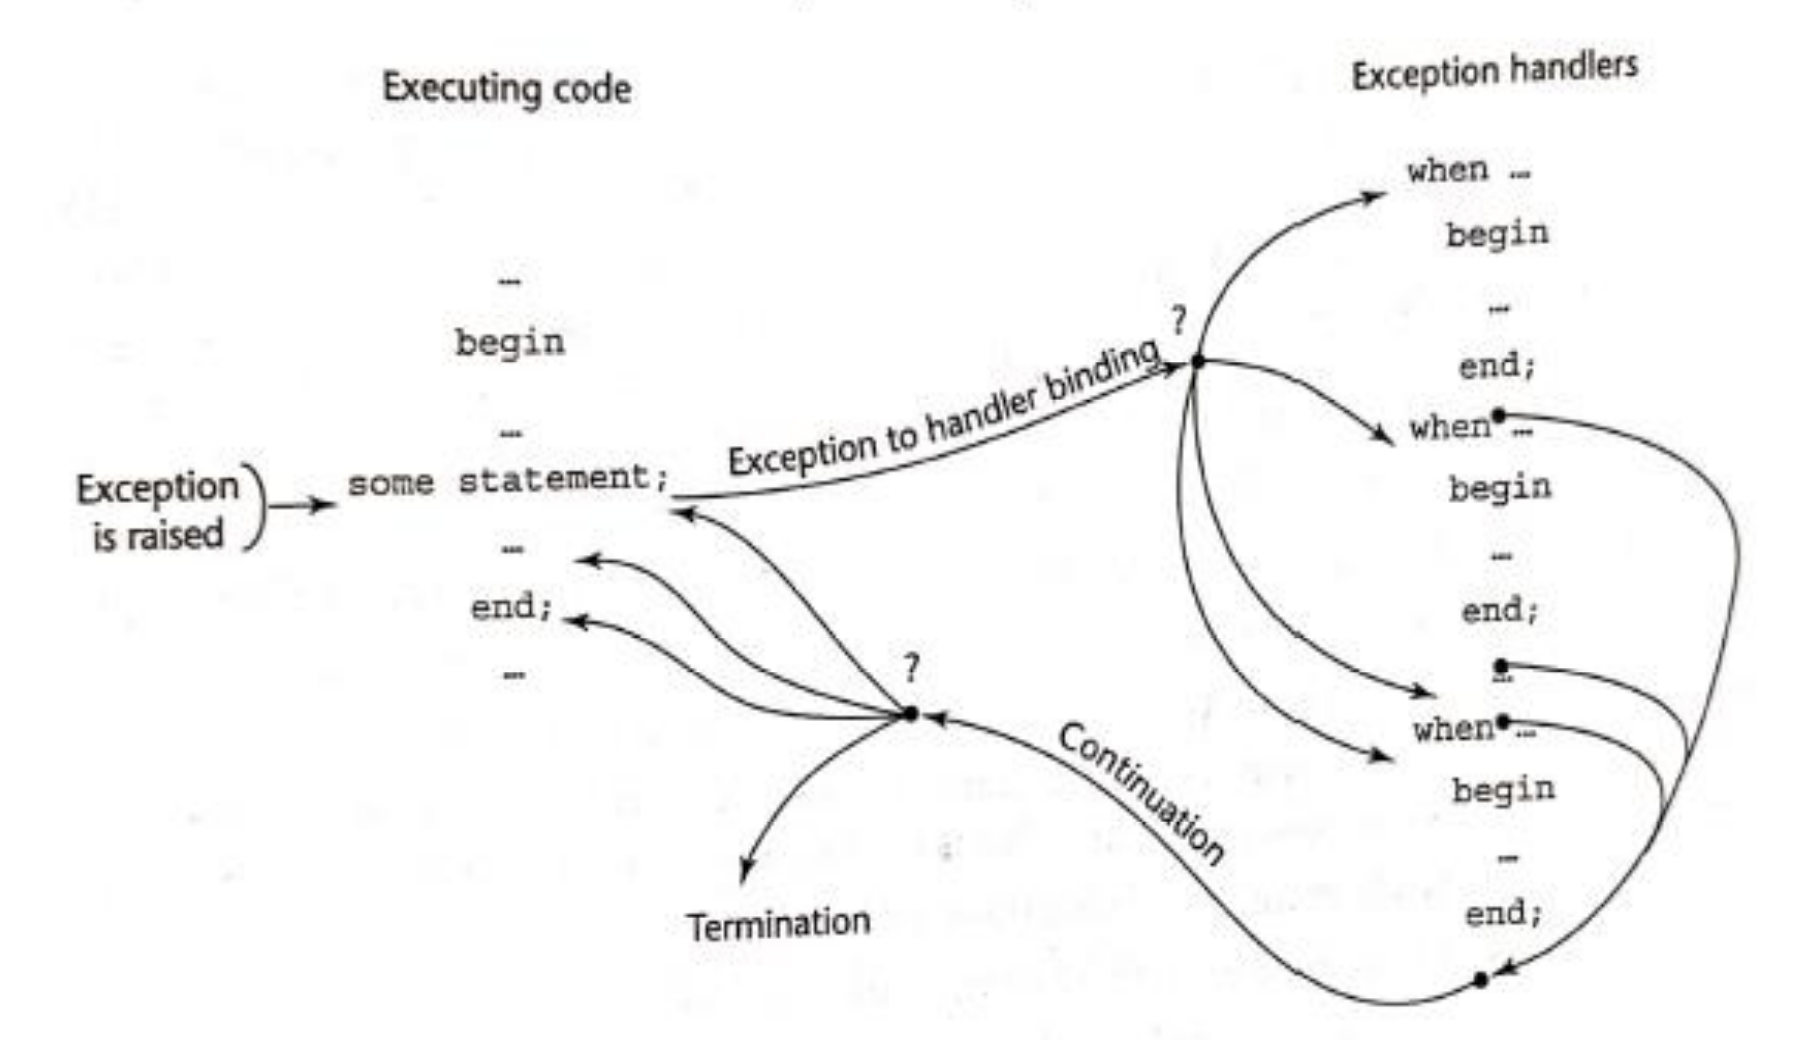 Executing code
Exception handlers
…
begin
…
Exception
is raised
some statement;
…
end;
…
Exception to handler binding
?
when …
begin
…
end;
when …
begin
…
end;
…
when …
begin
…
end;
Continuation
?
Termination